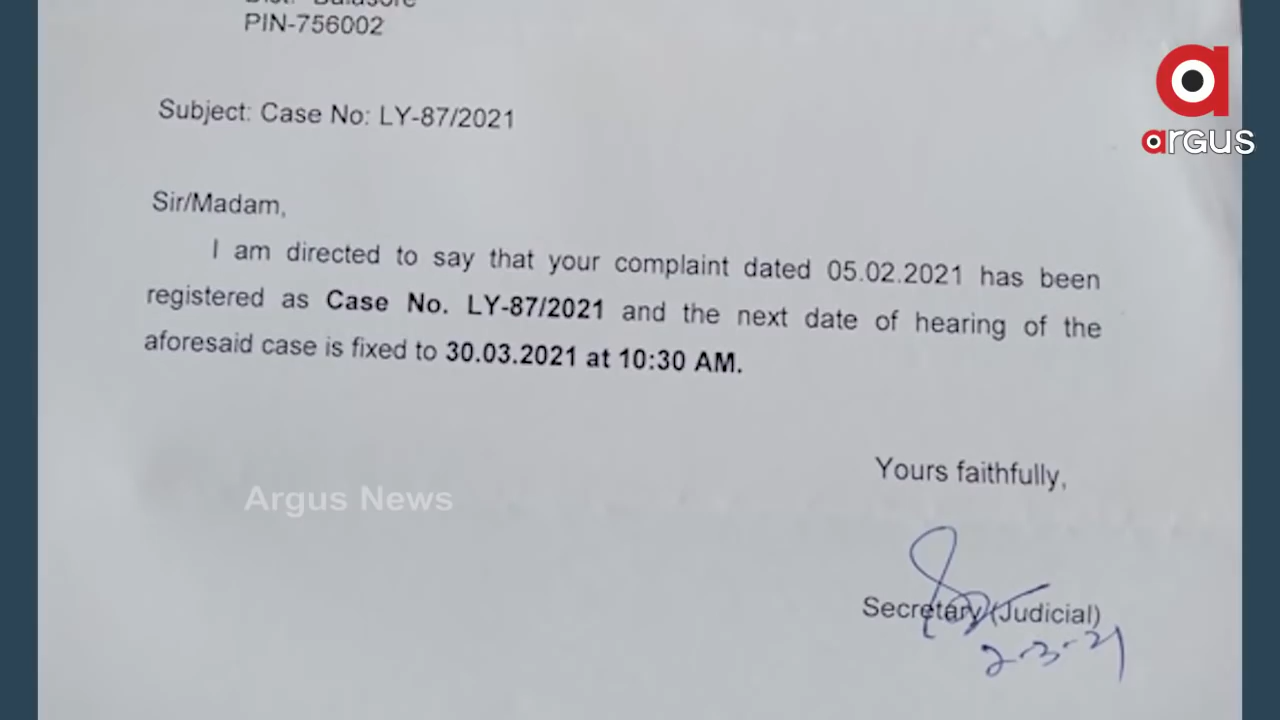 Dist.- Balasore
PIN-756002
Subject: Case No: LY-87/2021
Sir/Madam,
I am directed to say that your complaint dated 05.02.2021 has been
registered as Case No. LY-87/2021 and the next date of hearing of the
aforesaid case is fixed to 30.03.2021 at 10:30 AM.
Yours faithfully,
Secretary (Judicial)
2-3-21
argus
Argus News